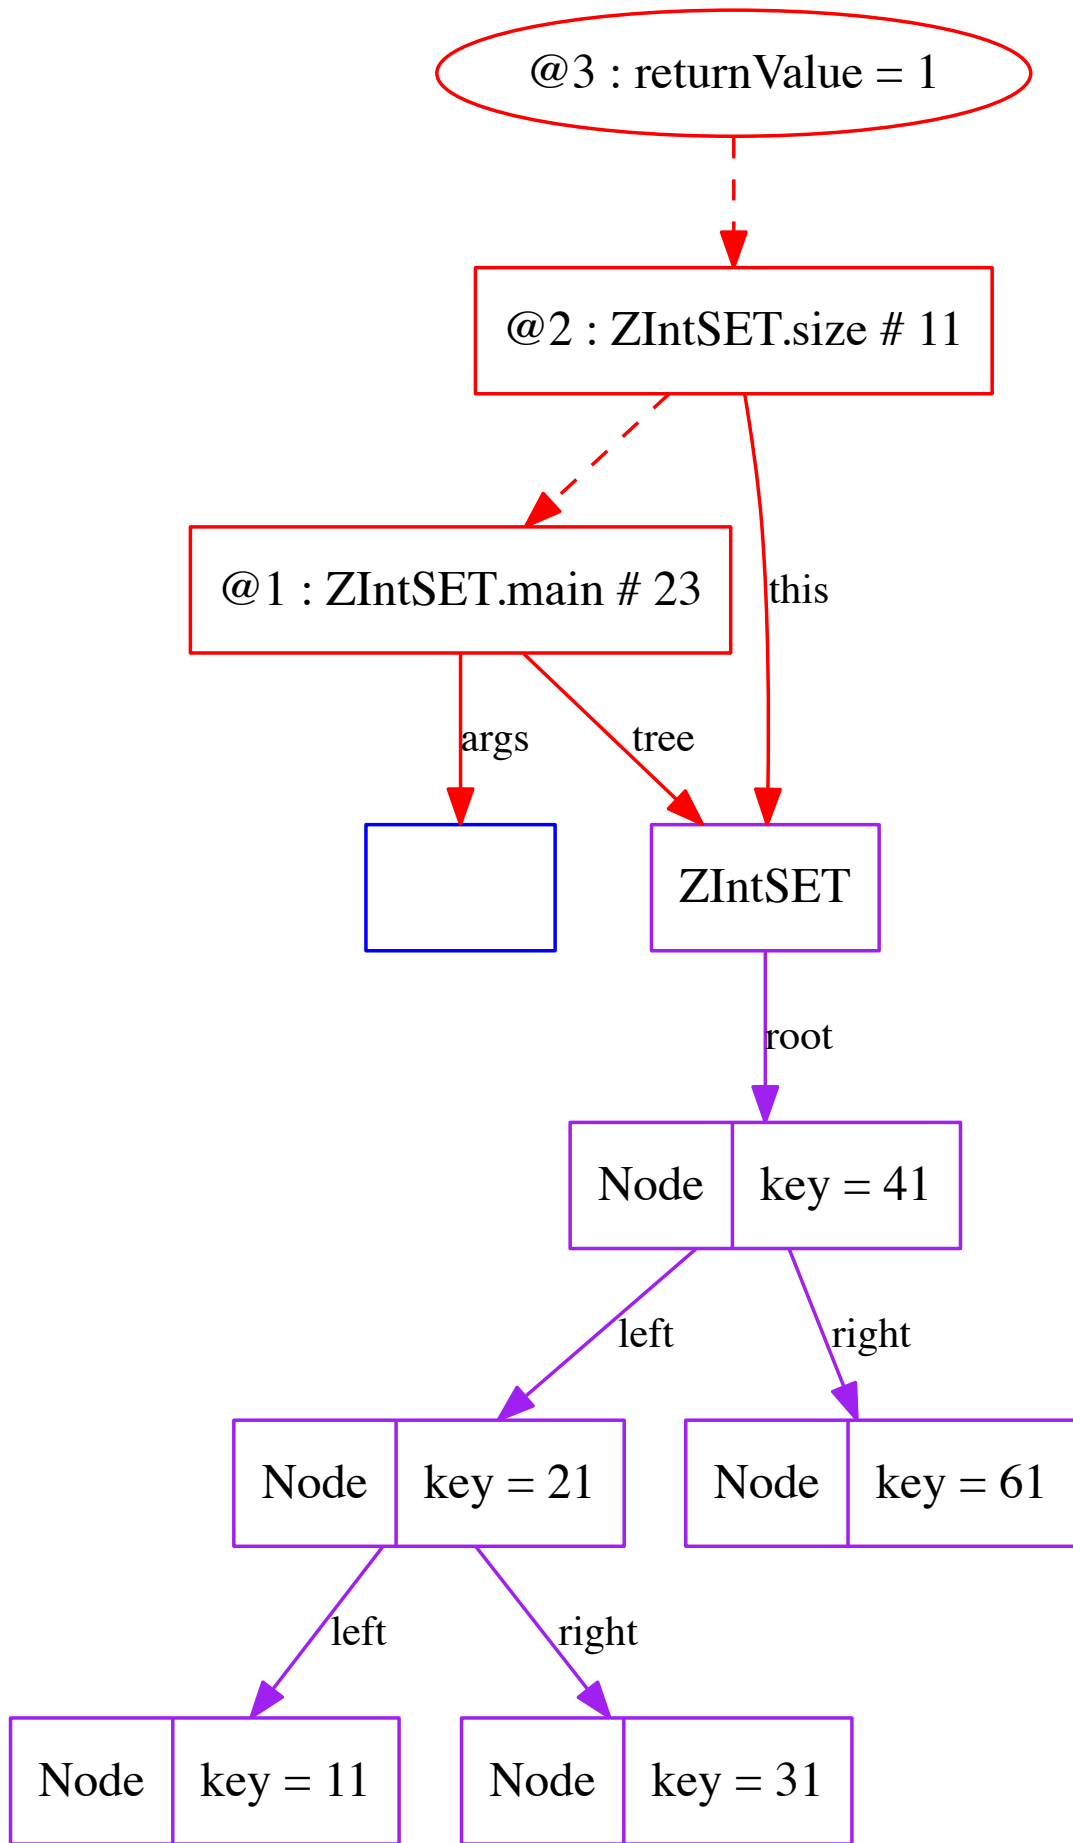 @3 : returnValue = 1
@2 : ZIntSET.size # 11
@1 : ZIntSET.main # 23
this
args
tree
ZIntSET
root
Node
key = 41
left
right
Node
key = 21
Node
key = 61
left
right
Node
key = 11
Node
key = 31